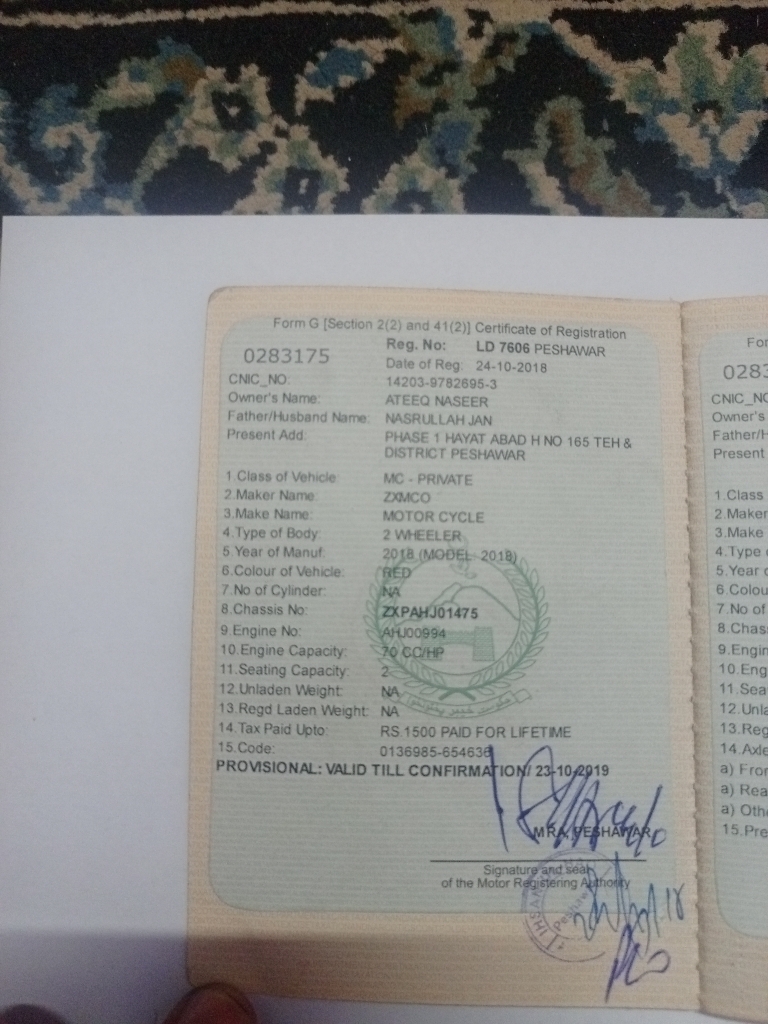 Form G [Section 2(2) and 41(2)] Certificate of Registration
0283175
Reg. No: LD 7606 PESHAWAR
Date of Reg: 24-10-2018
CNIC_NO: 14203-9782695-3
Owner's Name: ATEEQ NASEER
Father/Husband Name: NASRULLAH JAN
Present Add: PHASE 1 HAYAT ABAD H NO 165 TEH &
DISTRICT PESHAWAR
1.Class of Vehicle: MC - PRIVATE
2.Maker Name: ZXMCO
3.Make Name: MOTOR CYCLE
4.Type of Body: 2 WHEELER
5.Year of Manuf: 2018 (MODEL 2018)
6.Colour of Vehicle: RED
7.No of Cylinder: NA
8.Chassis No: ZXPAHJ01475
9.Engine No: AHJ00994
10.Engine Capacity: 70 CC/HP
11.Seating Capacity: 2
12.Unladen Weight: NA
13.Regd Laden Weight: NA
14.Tax Paid Upto: RS.1500 PAID FOR LIFETIME
15.Code: 0136985-654636
PROVISIONAL: VALID TILL CONFIRMATION/ 23-10-2019
MRA, PESHAWAR
Signature and seal
of the Motor Registering Authority
Peshawar
For
0283
CNIC_NO
Owner's
Father/H
Present
1.Class
2.Maker
3.Make
4.Type
5.Year
6.Colou
7.No of
8.Chas
9.Engin
10.Eng
11.Sea
12.Unla
13.Reg
14.Axle
a) Fron
a) Rea
a) Oth
15.Pre